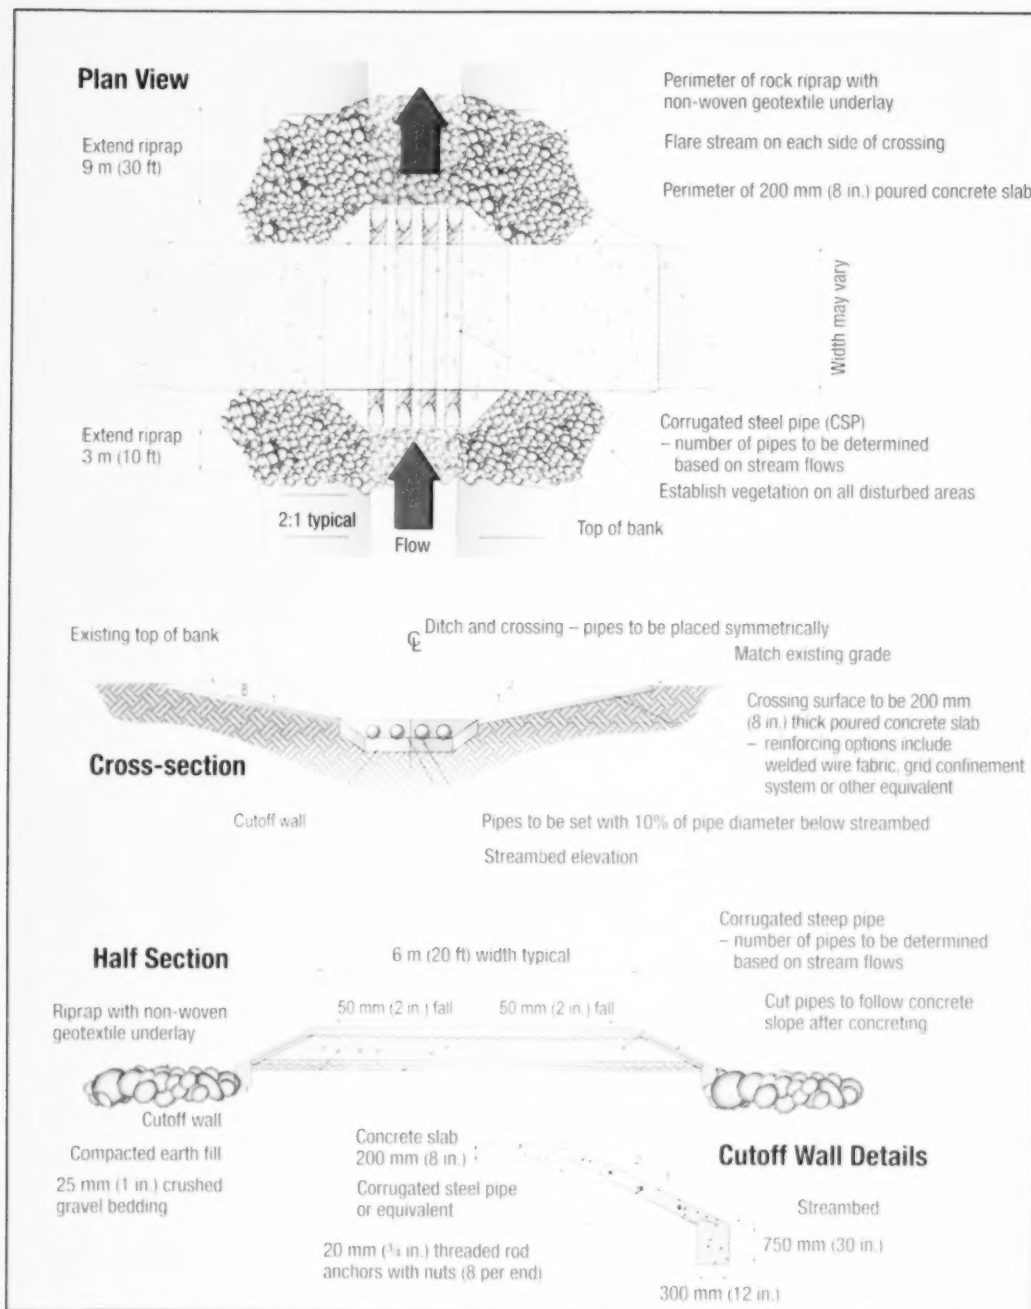 Plan View
Extend riprap
9 m (30 ft)
Perimeter of rock riprap with
non-woven geotextile underlay
Flare stream on each side of crossing
Perimeter of 200 mm (8 in.) poured concrete slab
Width may vary
Extend riprap
3 m (10 ft)
Corrugated steel pipe (CSP)
– number of pipes to be determined
based on stream flows
Establish vegetation on all disturbed areas
2:1 typical
Flow
Top of bank
Existing top of bank
℄ Ditch and crossing – pipes to be placed symmetrically
Match existing grade
8
2
Crossing surface to be 200 mm
(8 in.) thick poured concrete slab
– reinforcing options include
welded wire fabric, grid confinement
system or other equivalent
Cross-section
Cutoff wall
Pipes to be set with 10% of pipe diameter below streambed
Streambed elevation
Half Section
6 m (20 ft) width typical
Corrugated steep pipe
– number of pipes to be determined
based on stream flows
Riprap with non-woven
geotextile underlay
50 mm (2 in.) fall
50 mm (2 in.) fall
Cut pipes to follow concrete
slope after concreting
Cutoff wall
Compacted earth fill
25 mm (1 in.) crushed
gravel bedding
Concrete slab
200 mm (8 in.)
Corrugated steel pipe
or equivalent
20 mm (¾ in.) threaded rod
anchors with nuts (8 per end)
2
1
Cutoff Wall Details
Streambed
750 mm (30 in.)
300 mm (12 in.)